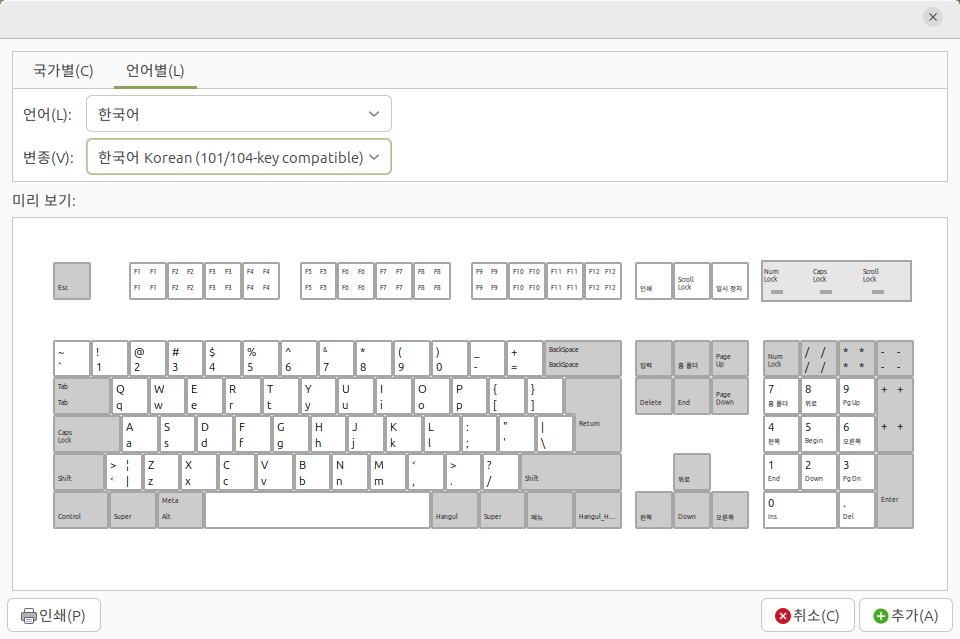 국가별(C) 언어별(L)
언어(L): 한국어
변종(V): 한국어 Korean (101/104-key compatible)
미리 보기:
Esc F1 F1 F2 F2 F3 F3 F4 F4 F5 F5 F6 F6 F7 F7 F8 F8 F9 F9 F10 F10 F11 F11 F12 F12 인쇄 Scroll Lock 일시 정지 Num Lock Caps Lock Scroll Lock
F1 F1 F2 F2 F3 F3 F4 F4 F5 F5 F6 F6 F7 F7 F8 F8 F9 F9 F10 F10 F11 F11 F12 F12
~ ! @ # $ % ^ & * ( ) _ + BackSpace 입력 홈 폴더 Page Up Num Lock / / * * - -
` 1 2 3 4 5 6 7 8 9 0 - = BackSpace / / * * - -
Tab Q W E R T Y U I O P { } Delete End Page Down 7 8 9 + +
Tab q w e r t y u i o p [ ] 홈 폴더 위로 Pg Up
Caps Lock A S D F G H J K L : " | Return 4 5 6 + +
a s d f g h j k l ; ' \ 왼쪽 Begin 오른쪽
Shift > ¦ Z X C V B N M < > ? Shift 위로 1 2 3 Enter
< | z x c v b n m , . / End Down Pg Dn
Control Super Meta Hangul Super 메뉴 Hangul_H... 왼쪽 Down 오른쪽 0 .
Alt Ins Del
인쇄(P) 취소(C) 추가(A)